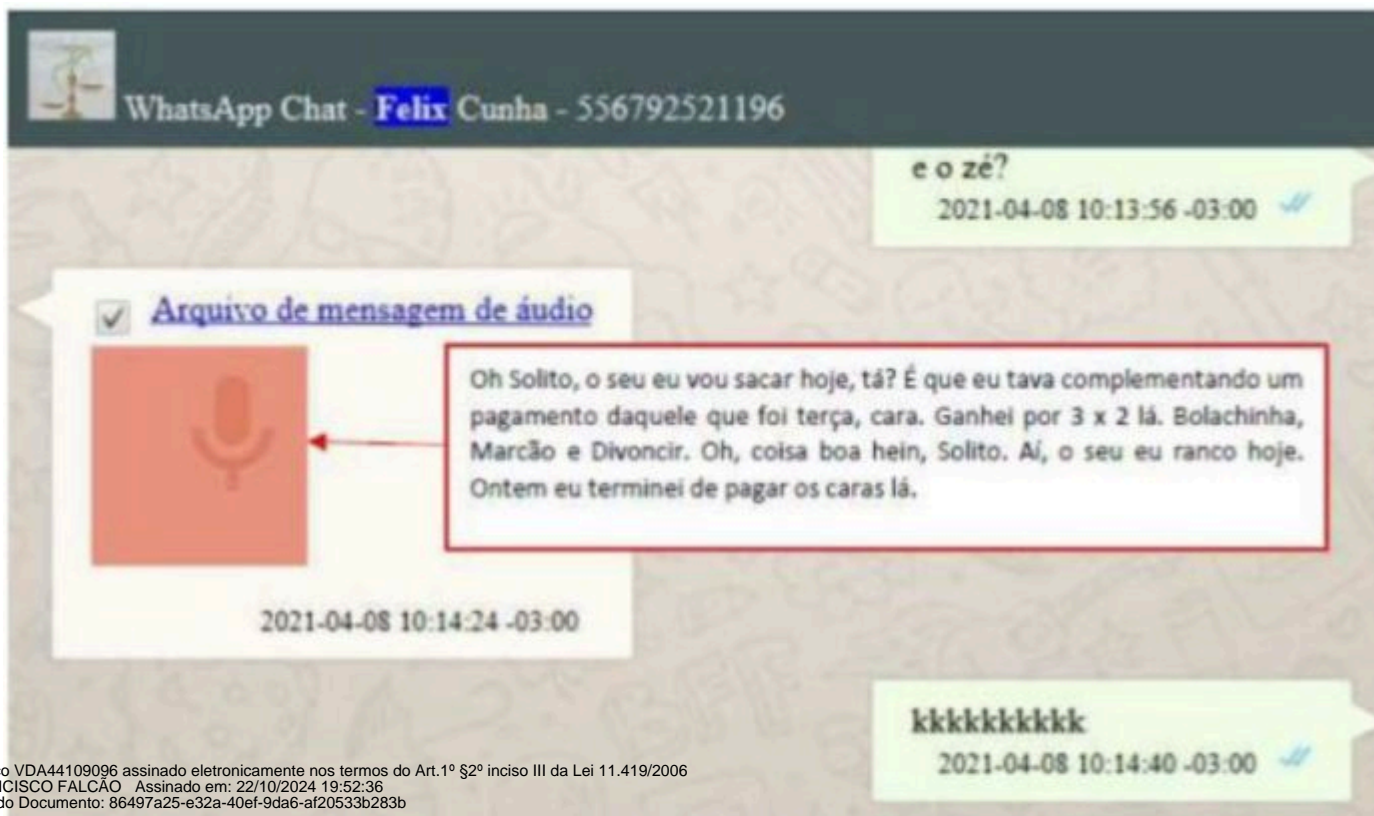 WhatsApp Chat - Felix Cunha - 556792521196
e o zé?
2021-04-08 10:13:56 -03:00
Arquivo de mensagem de áudio
Oh Solito, o seu eu vou sacar hoje, tá? É que eu tava complementando um
pagamento daquele que foi terça, cara. Ganhei por 3 x 2 lá. Bolachinha,
Marcão e Divoncir. Oh, coisa boa hein, Solito. Aí, o seu eu ranco hoje.
Ontem eu terminei de pagar os caras lá.
2021-04-08 10:14:24 -03:00
kkkkkkkkkk
2021-04-08 10:14:40 -03:00
o VDA44109096 assinado eletronicamente nos termos do Art.1º §2º inciso III da Lei 11.419/2006
NCISCO FALCÃO Assinado em: 22/10/2024 19:52:36
do Documento: 86497a25-e32a-40ef-9da6-af20533b283b